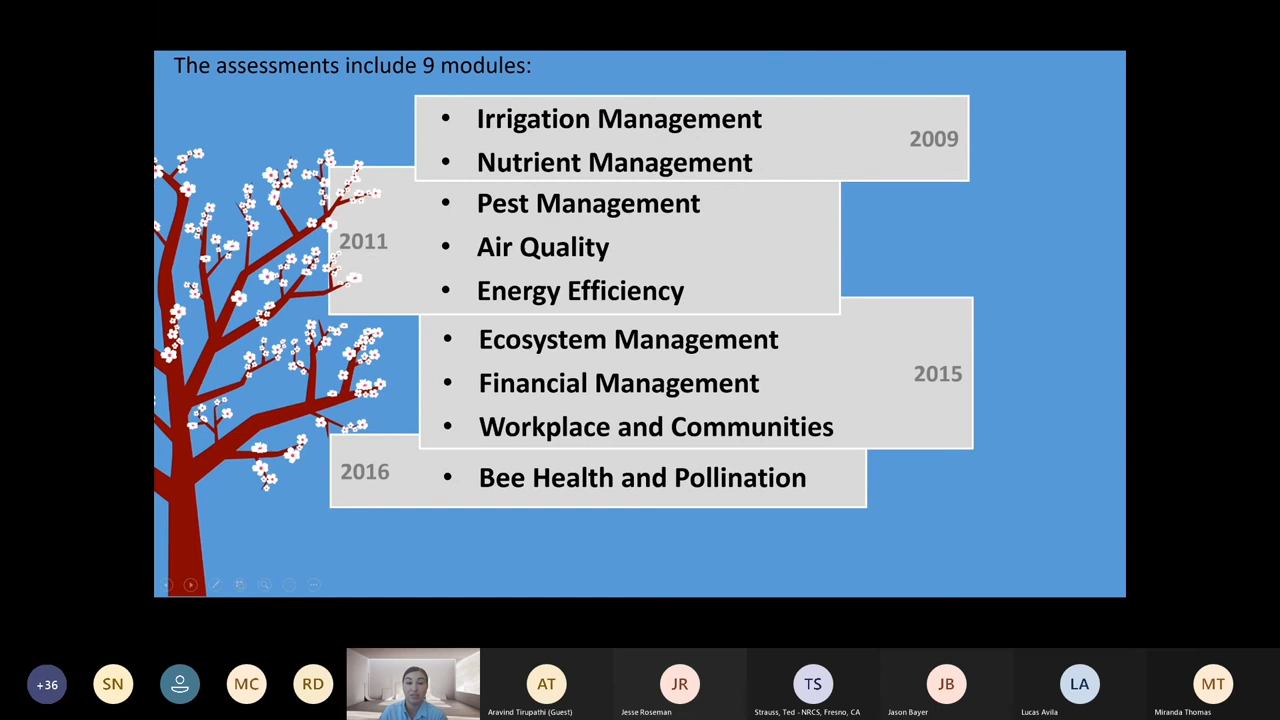 The assessments include 9 modules:
• Irrigation Management
2009
• Nutrient Management
• Pest Management
2011
• Air Quality
• Energy Efficiency
• Ecosystem Management
2015
• Financial Management
• Workplace and Communities
2016
• Bee Health and Pollination
+36
SN
MC
RD
AT
JR
TS
JB
LA
MT
Aravind Tirupathi (Guest)
Jesse Roseman
Strauss, Ted - NRCS, Fresno, CA
Jason Bayer
Lucas Avila
Miranda Thomas